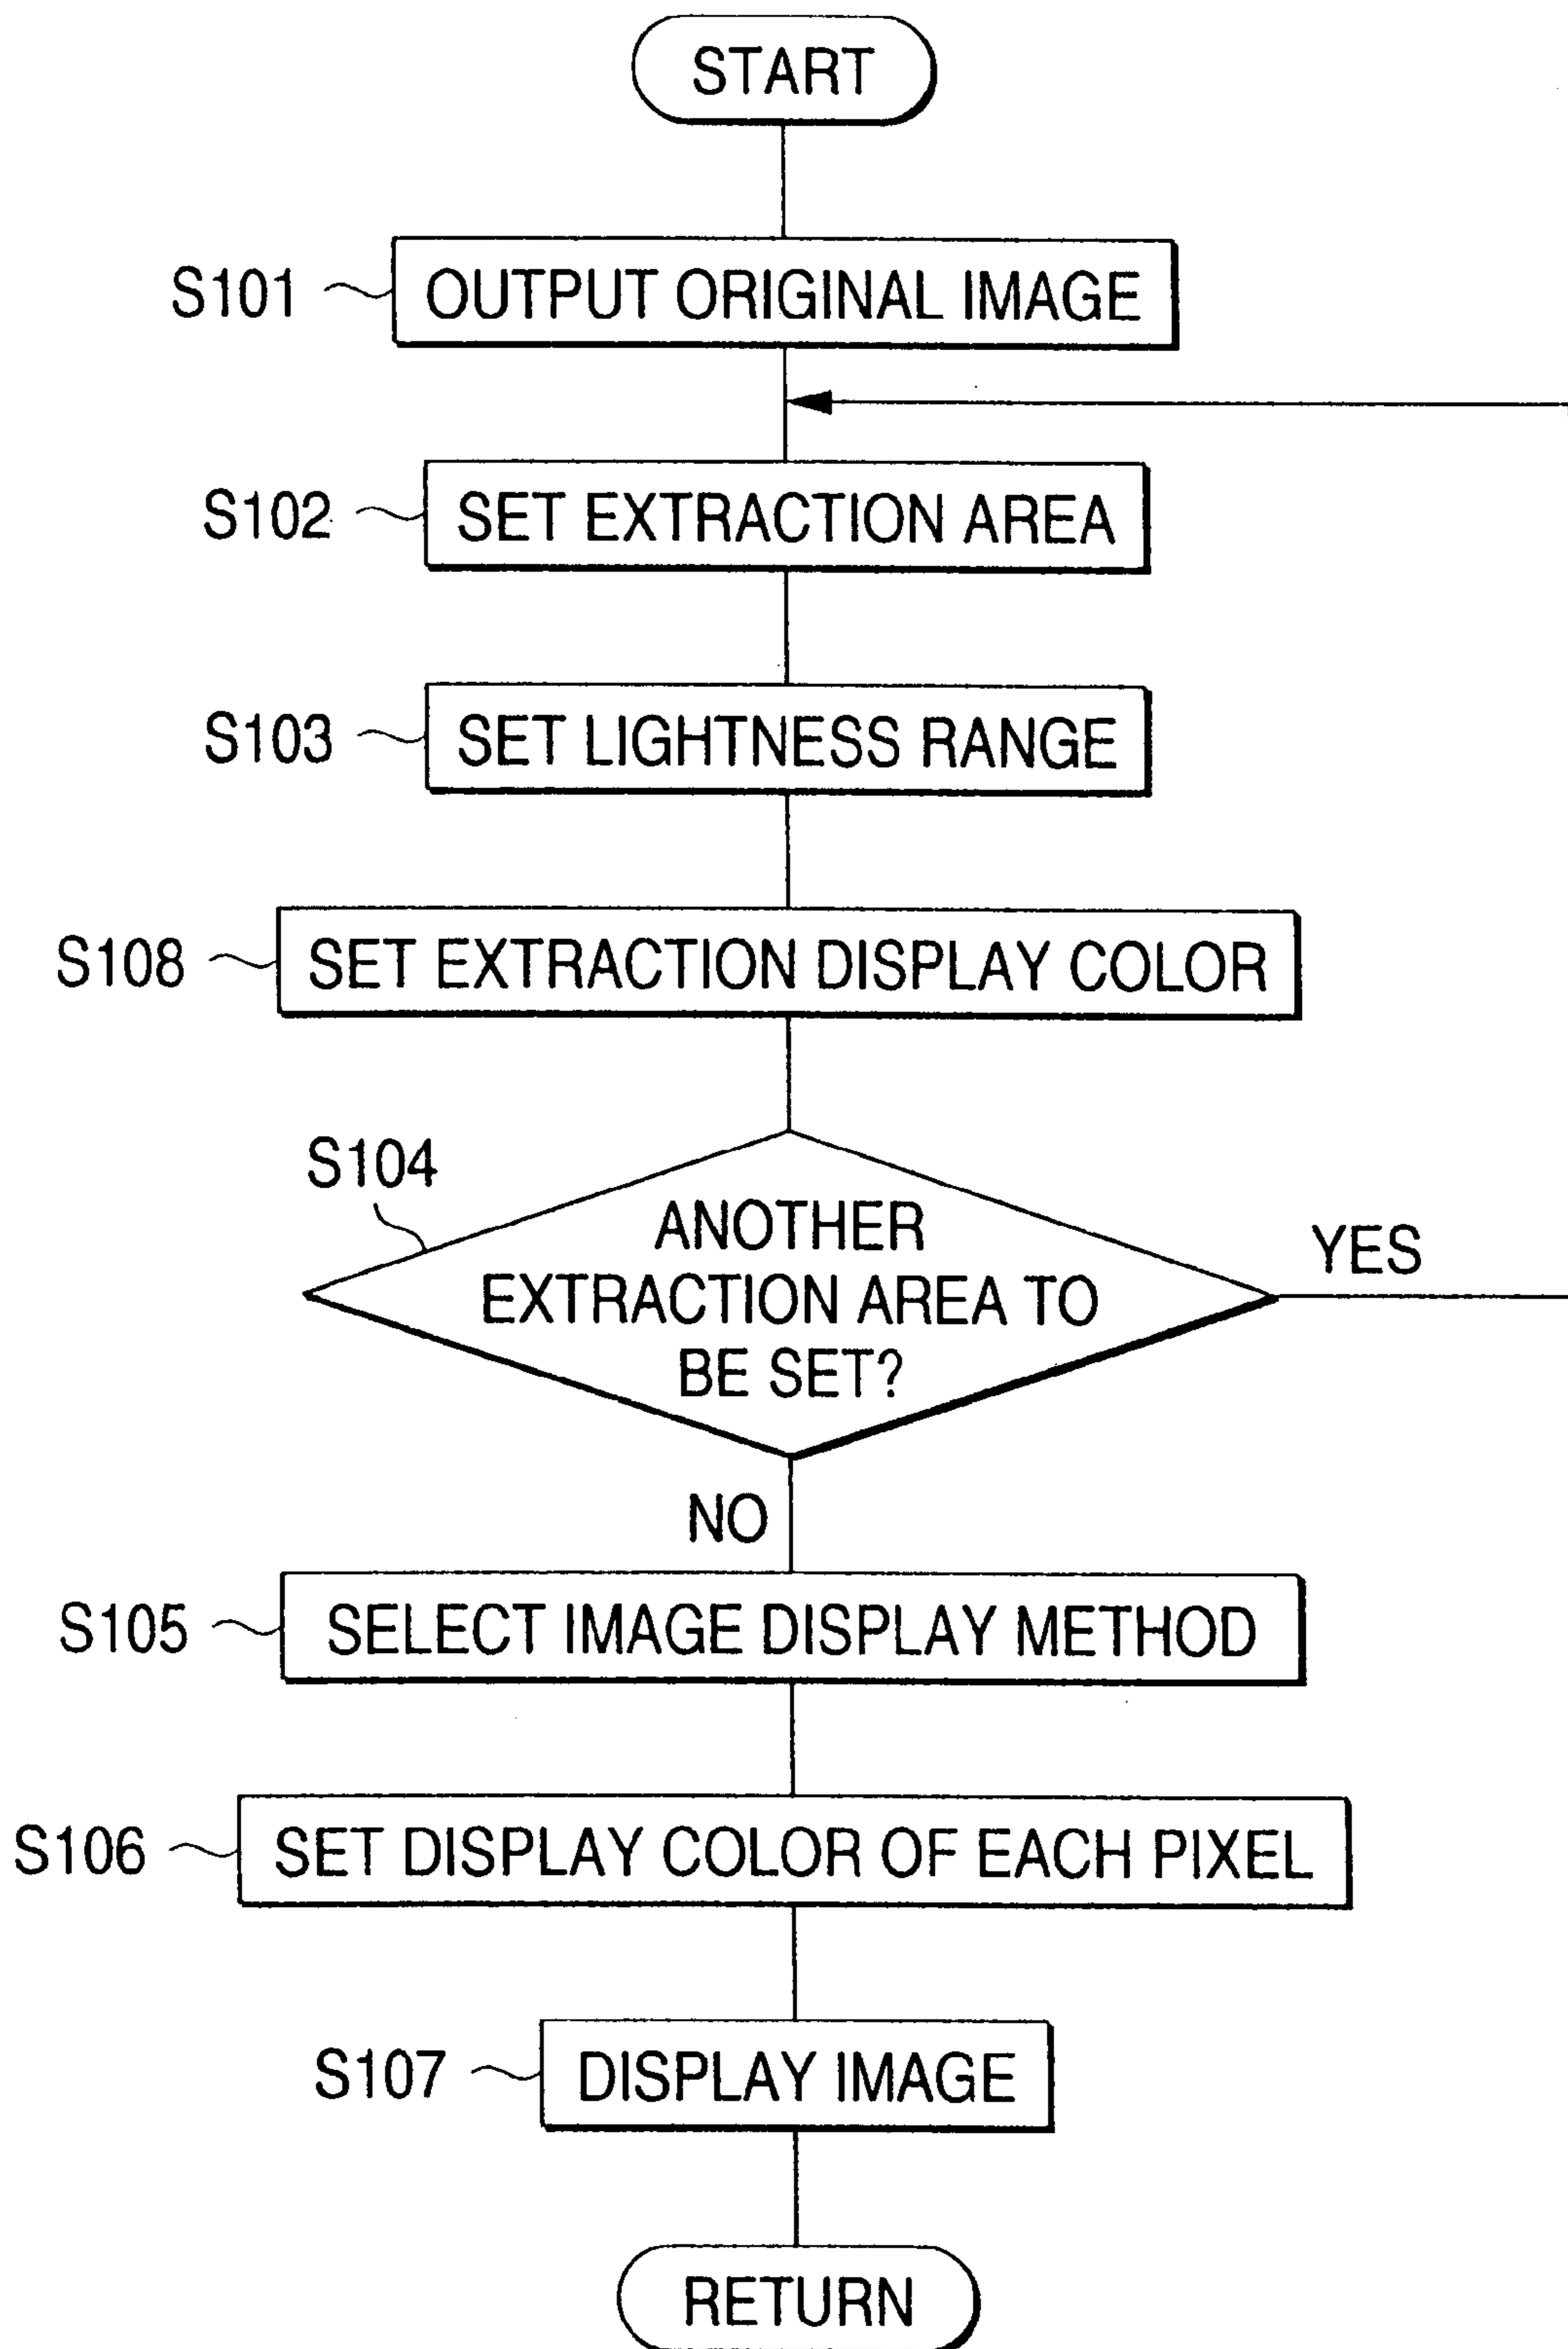 START
S101 OUTPUT ORIGINAL IMAGE
S102 SET EXTRACTION AREA
S103 SET LIGHTNESS RANGE
S108 SET EXTRACTION DISPLAY COLOR
S104
ANOTHER
EXTRACTION AREA TO
BE SET?
YES
NO
S105 SELECT IMAGE DISPLAY METHOD
S106 SET DISPLAY COLOR OF EACH PIXEL
S107 DISPLAY IMAGE
RETURN